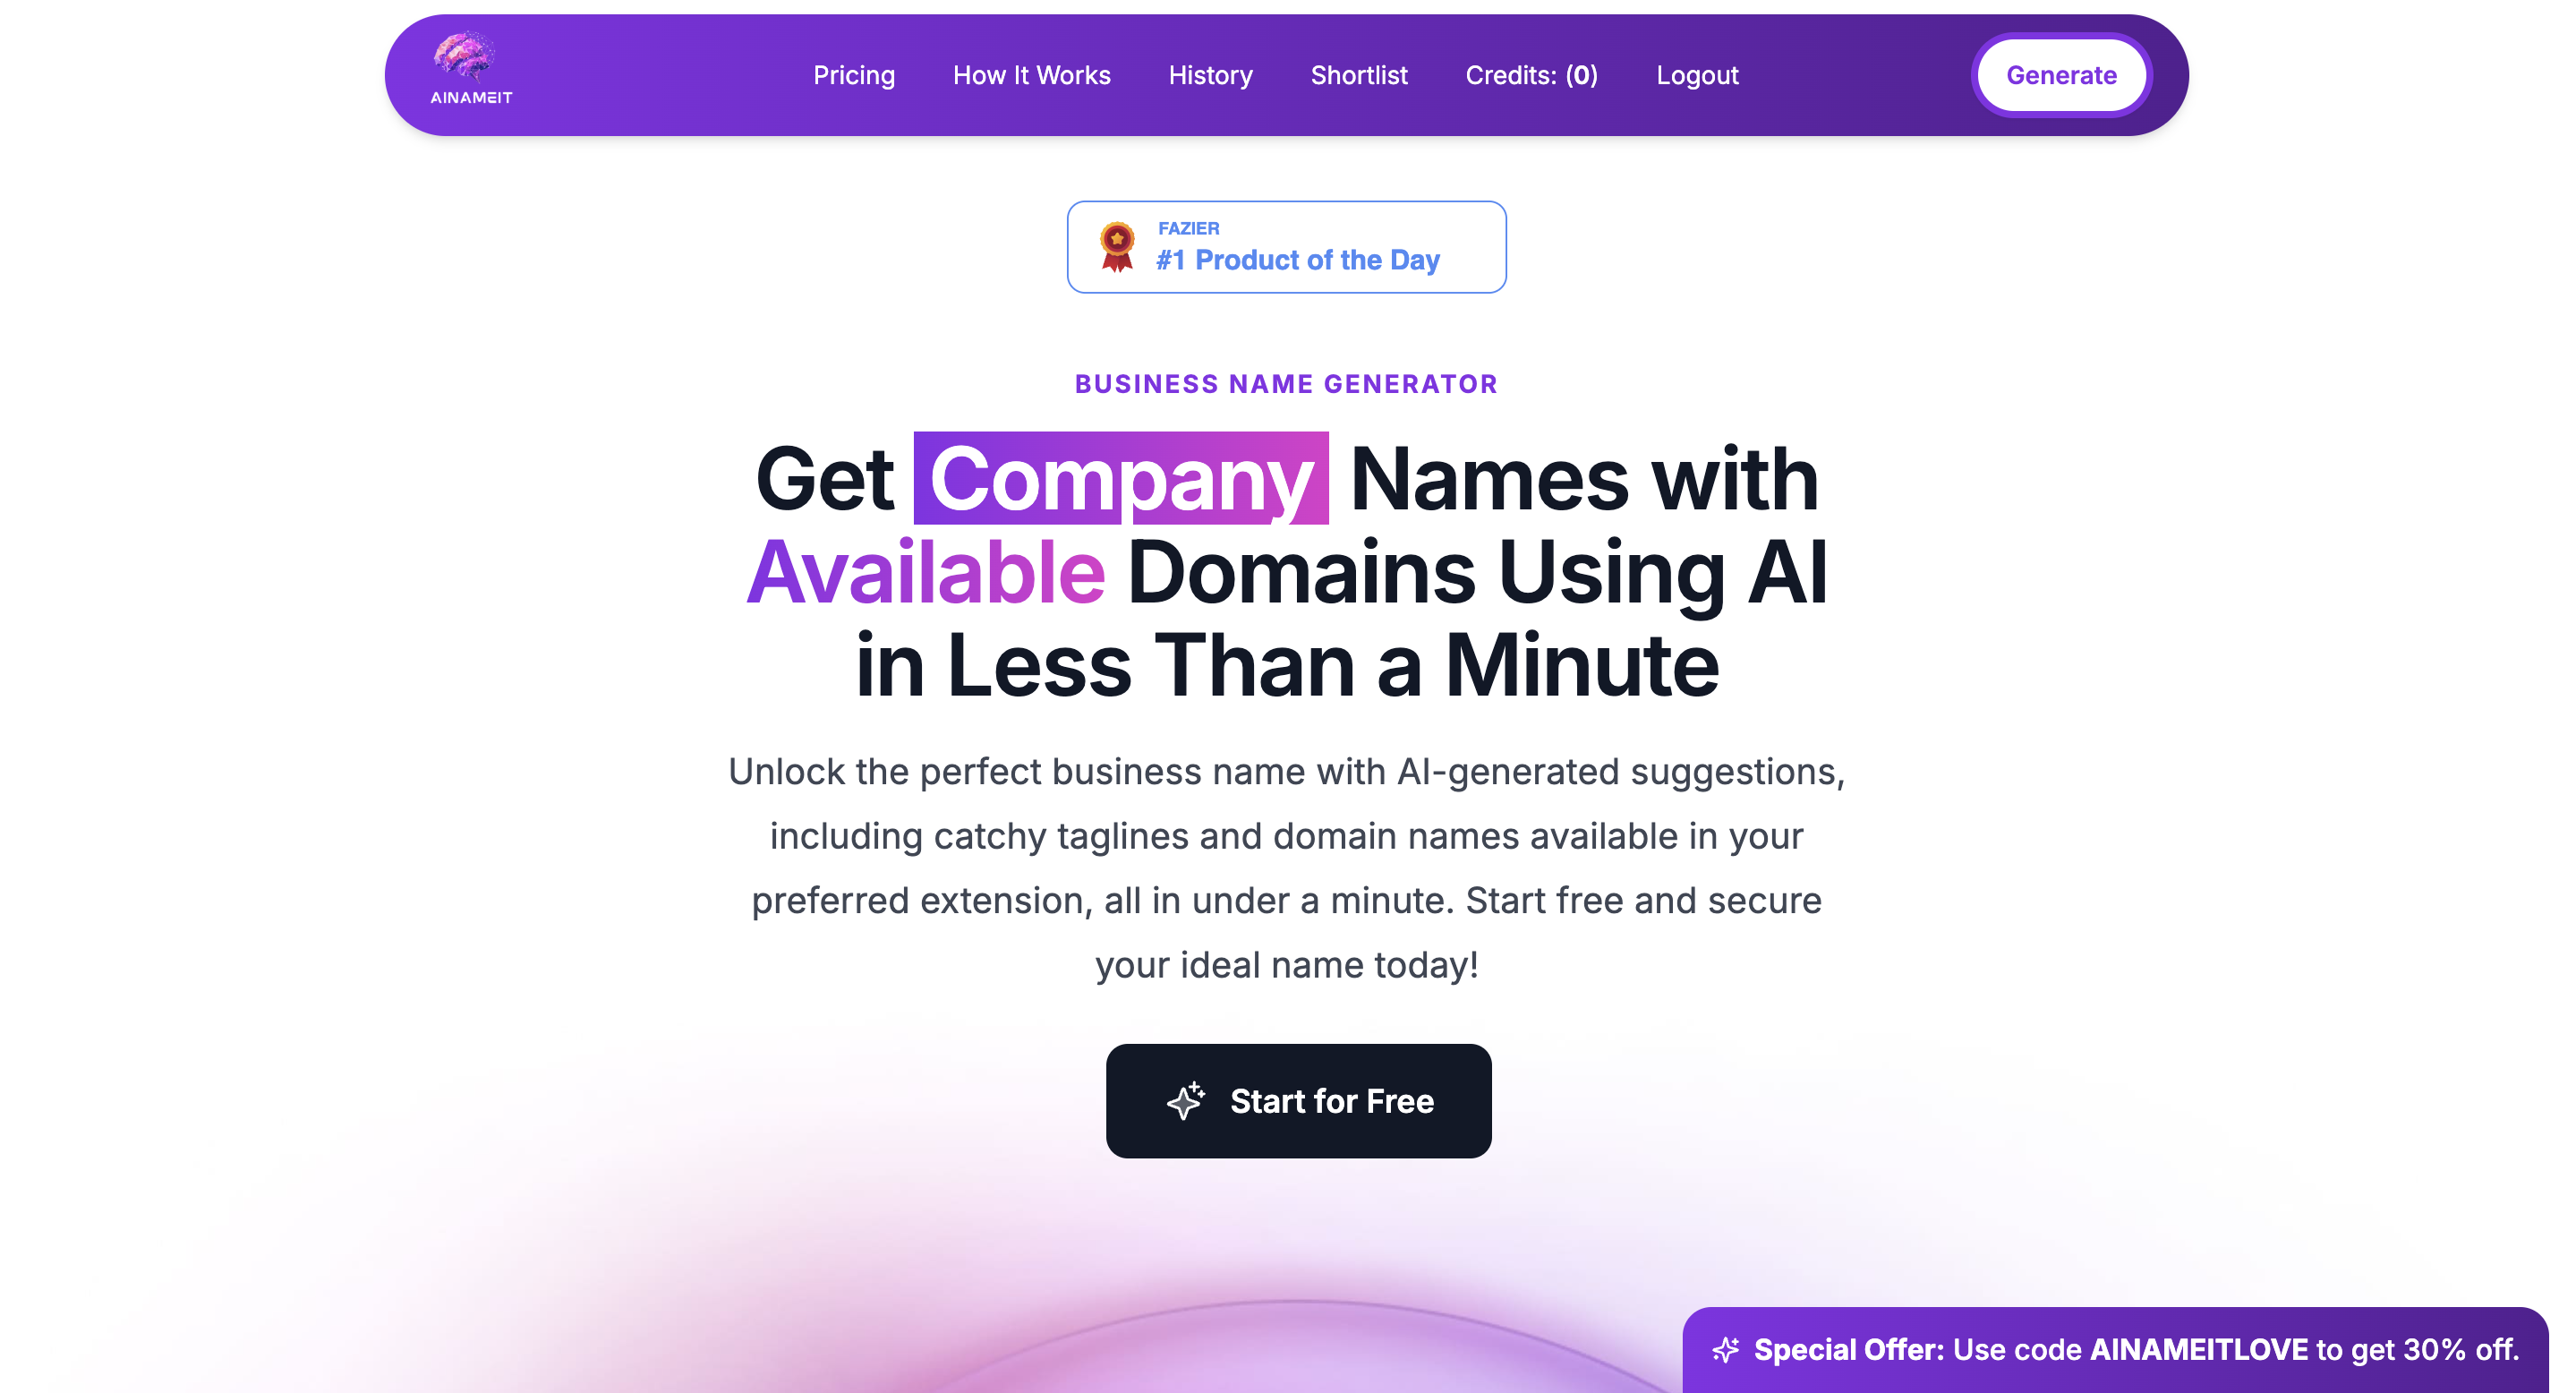 AINAMEIT
Pricing
How It Works
History
Shortlist
Credits: (0)
Logout
Generate
FAZIER
#1 Product of the Day
BUSINESS NAME GENERATOR
Get Company Names with
Available Domains Using AI
in Less Than a Minute
Unlock the perfect business name with AI-generated suggestions,
including catchy taglines and domain names available in your
preferred extension, all in under a minute. Start free and secure
your ideal name today!
Start for Free
Special Offer: Use code AINAMEITLOVE to get 30% off.